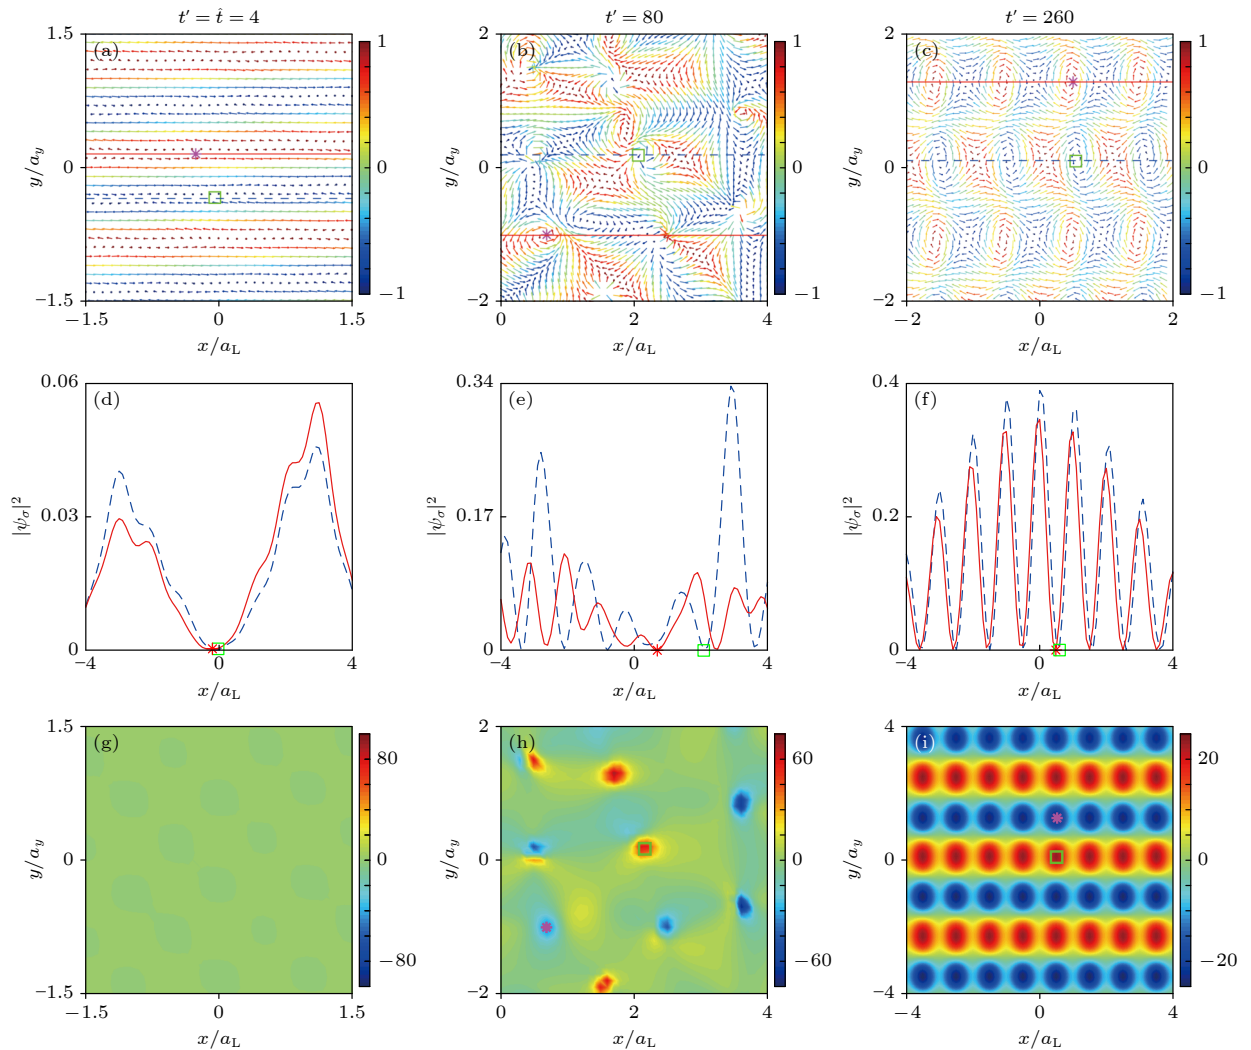 t′ = t̂ = 4
t′ = 80
t′ = 260
(a)
1.5
0
−1.5
y/a_y
−1.5
0
1.5
x/a_L
1
0
−1
(b)
2
0
−2
y/a_y
0
2
4
x/a_L
1
0
−1
(c)
2
0
−2
y/a_y
−2
0
2
x/a_L
1
0
−1
(d)
0.06
0.03
0
|ψ_σ|²
−4
0
4
x/a_L
(e)
0.34
0.17
0
|ψ_σ|²
−4
0
4
x/a_L
(f)
0.4
0.2
0
|ψ_σ|²
−4
0
4
x/a_L
(g)
1.5
0
−1.5
y/a_y
−1.5
0
1.5
x/a_L
80
0
−80
(h)
2
0
−2
y/a_y
0
2
4
x/a_L
60
0
−60
(i)
4
0
−4
y/a_y
−4
0
4
x/a_L
20
0
−20